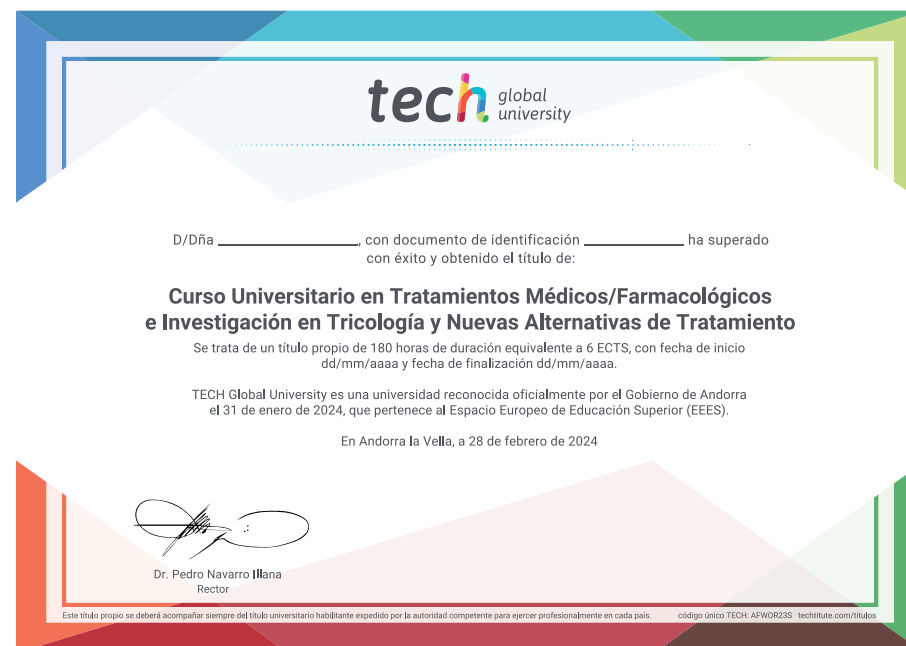 tech global university
D/Dña ____________________, con documento de identificación ______________ ha superado
con éxito y obtenido el título de:
Curso Universitario en Tratamientos Médicos/Farmacológicos
e Investigación en Tricología y Nuevas Alternativas de Tratamiento
Se trata de un título propio de 180 horas de duración equivalente a 6 ECTS, con fecha de inicio
dd/mm/aaaa y fecha de finalización dd/mm/aaaa.
TECH Global University es una universidad reconocida oficialmente por el Gobierno de Andorra
el 31 de enero de 2024, que pertenece al Espacio Europeo de Educación Superior (EEES).
En Andorra la Vella, a 28 de febrero de 2024
Dr. Pedro Navarro Illana
Rector
Este título propio se deberá acompañar siempre del título universitario habilitante expedido por la autoridad competente para ejercer profesionalmente en cada país. código único TECH: AFWOR23S techtitute.com/titulos